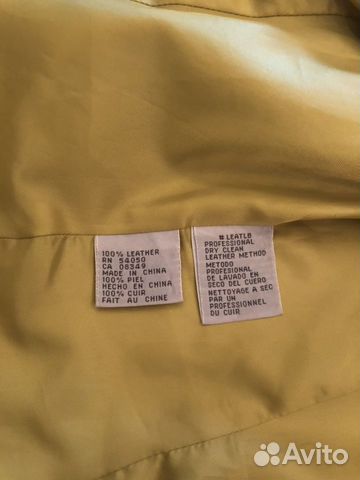 100% LEATHER
RN 54050
CA 06349
MADE IN CHINA
100% PIEL
HECHO EN CHINA
100% CUIR
FAIT AU CHINE
# LEATLB
PROFESSIONAL
DRY CLEAN
LEATHER METHOD
METODO
PROFESIONAL
DE LAVADO EN
SECO DEL CUERO
NETTOYAGE A SEC
PAR UN
PROFESSIONNEL
DU CUIR
Avito